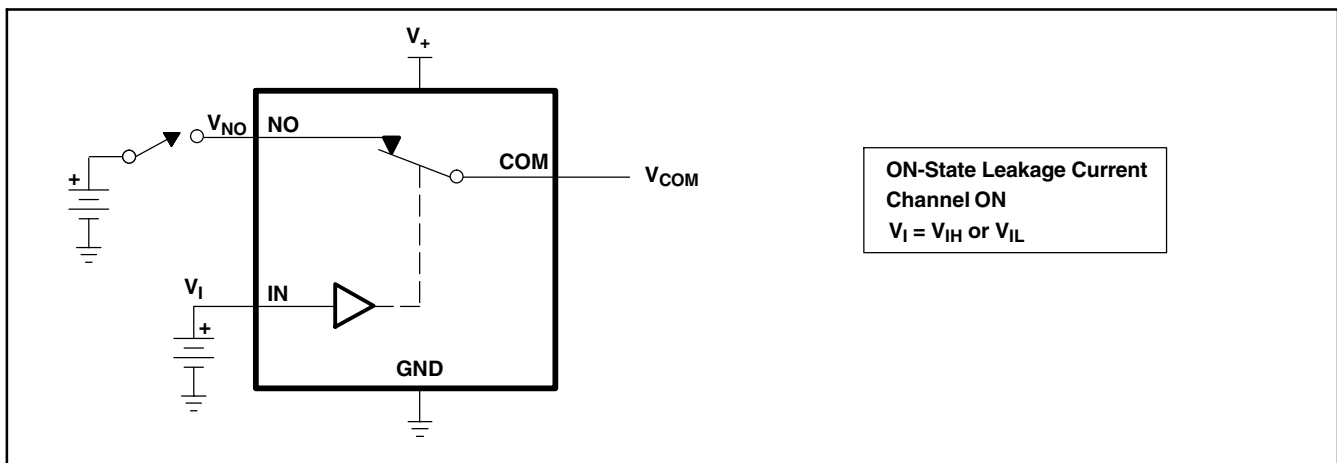 V+
VNO NO
COM
VCOM
+
VI IN
+
GND
ON-State Leakage Current
Channel ON
VI = VIH or VIL